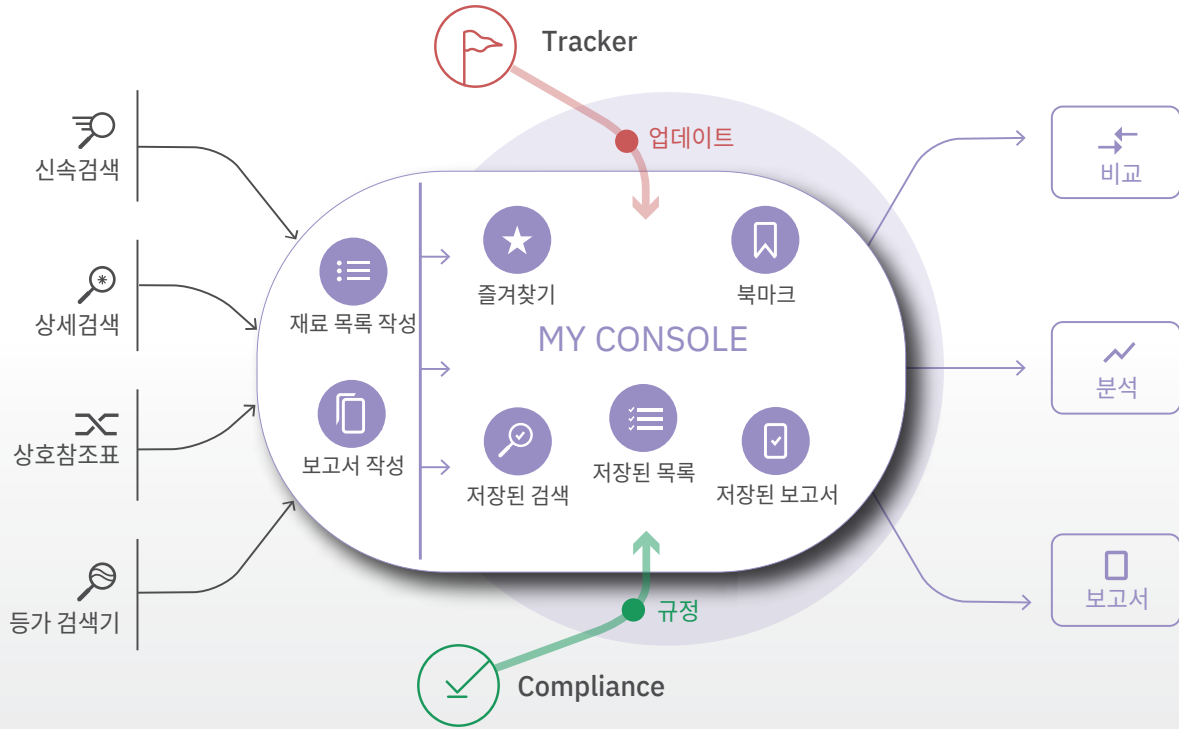 Tracker
업데이트
신속검색
상세검색
상호참조표
등가 검색기
재료 목록 작성
보고서 작성
즐겨찾기
북마크
MY CONSOLE
저장된 검색
저장된 목록
저장된 보고서
규정
Compliance
비교
분석
보고서